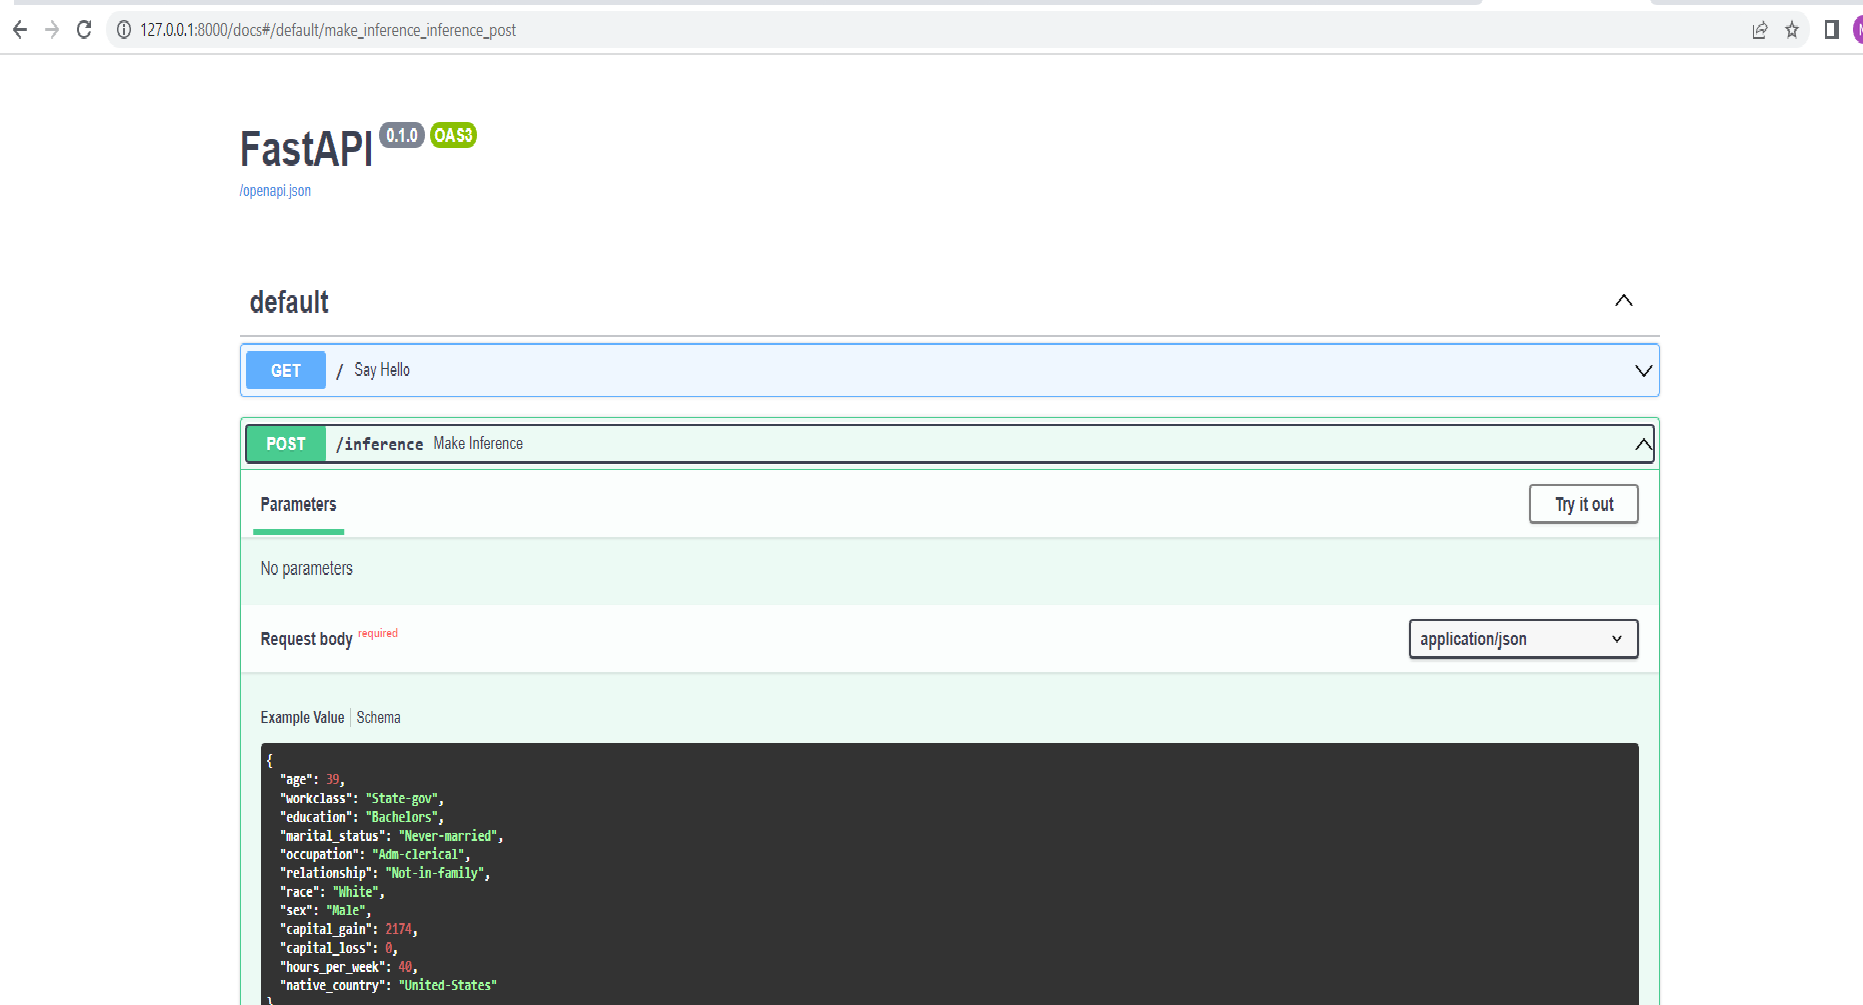 127.0.0.1:8000/docs#/default/make_inference_inference_post
FastAPI 0.1.0 OAS3
/openapi.json
default
GET / Say Hello
POST /inference Make Inference
Parameters Try it out
No parameters
Request body required application/json
Example Value Schema
{
"age": 39,
"workclass": "State-gov",
"education": "Bachelors",
"marital_status": "Never-married",
"occupation": "Adm-clerical",
"relationship": "Not-in-family",
"race": "White",
"sex": "Male",
"capital_gain": 2174,
"capital_loss": 0,
"hours_per_week": 40,
"native_country": "United-States"
}